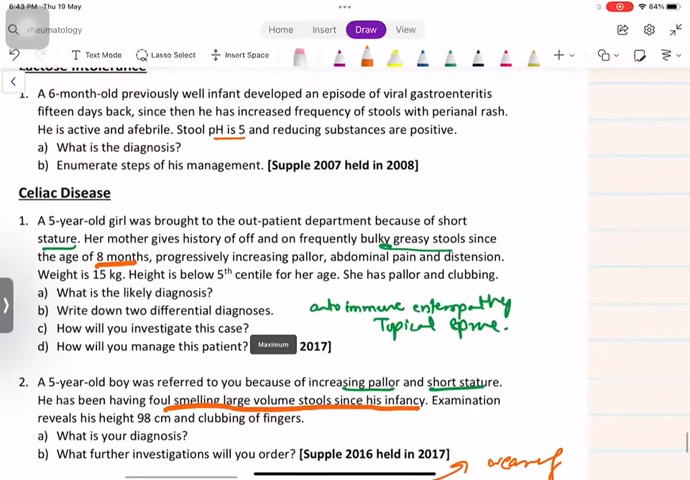 6:43 PM Thu 19 May
84%
rheumatology
Home Insert Draw View
Text Mode Lasso Select Insert Space
Lactose Intolerance
1. A 6-month-old previously well infant developed an episode of viral gastroenteritis
fifteen days back, since then he has increased frequency of stools with perianal rash.
He is active and afebrile. Stool pH is 5 and reducing substances are positive.
a) What is the diagnosis?
b) Enumerate steps of his management. [Supple 2007 held in 2008]
Celiac Disease
1. A 5-year-old girl was brought to the out-patient department because of short
stature. Her mother gives history of off and on frequently bulky greasy stools since
the age of 8 months, progressively increasing pallor, abdominal pain and distension.
Weight is 15 kg. Height is below 5th centile for her age. She has pallor and clubbing.
a) What is the likely diagnosis?
b) Write down two differential diagnoses.
auto immune enteropathy
c) How will you investigate this case?
Typical
d) How will you manage this patient? Maximum 2017]
2. A 5-year-old boy was referred to you because of increasing pallor and short stature.
He has been having foul smelling large volume stools since his infancy. Examination
reveals his height 98 cm and clubbing of fingers.
a) What is your diagnosis?
b) What further investigations will you order? [Supple 2016 held in 2017]